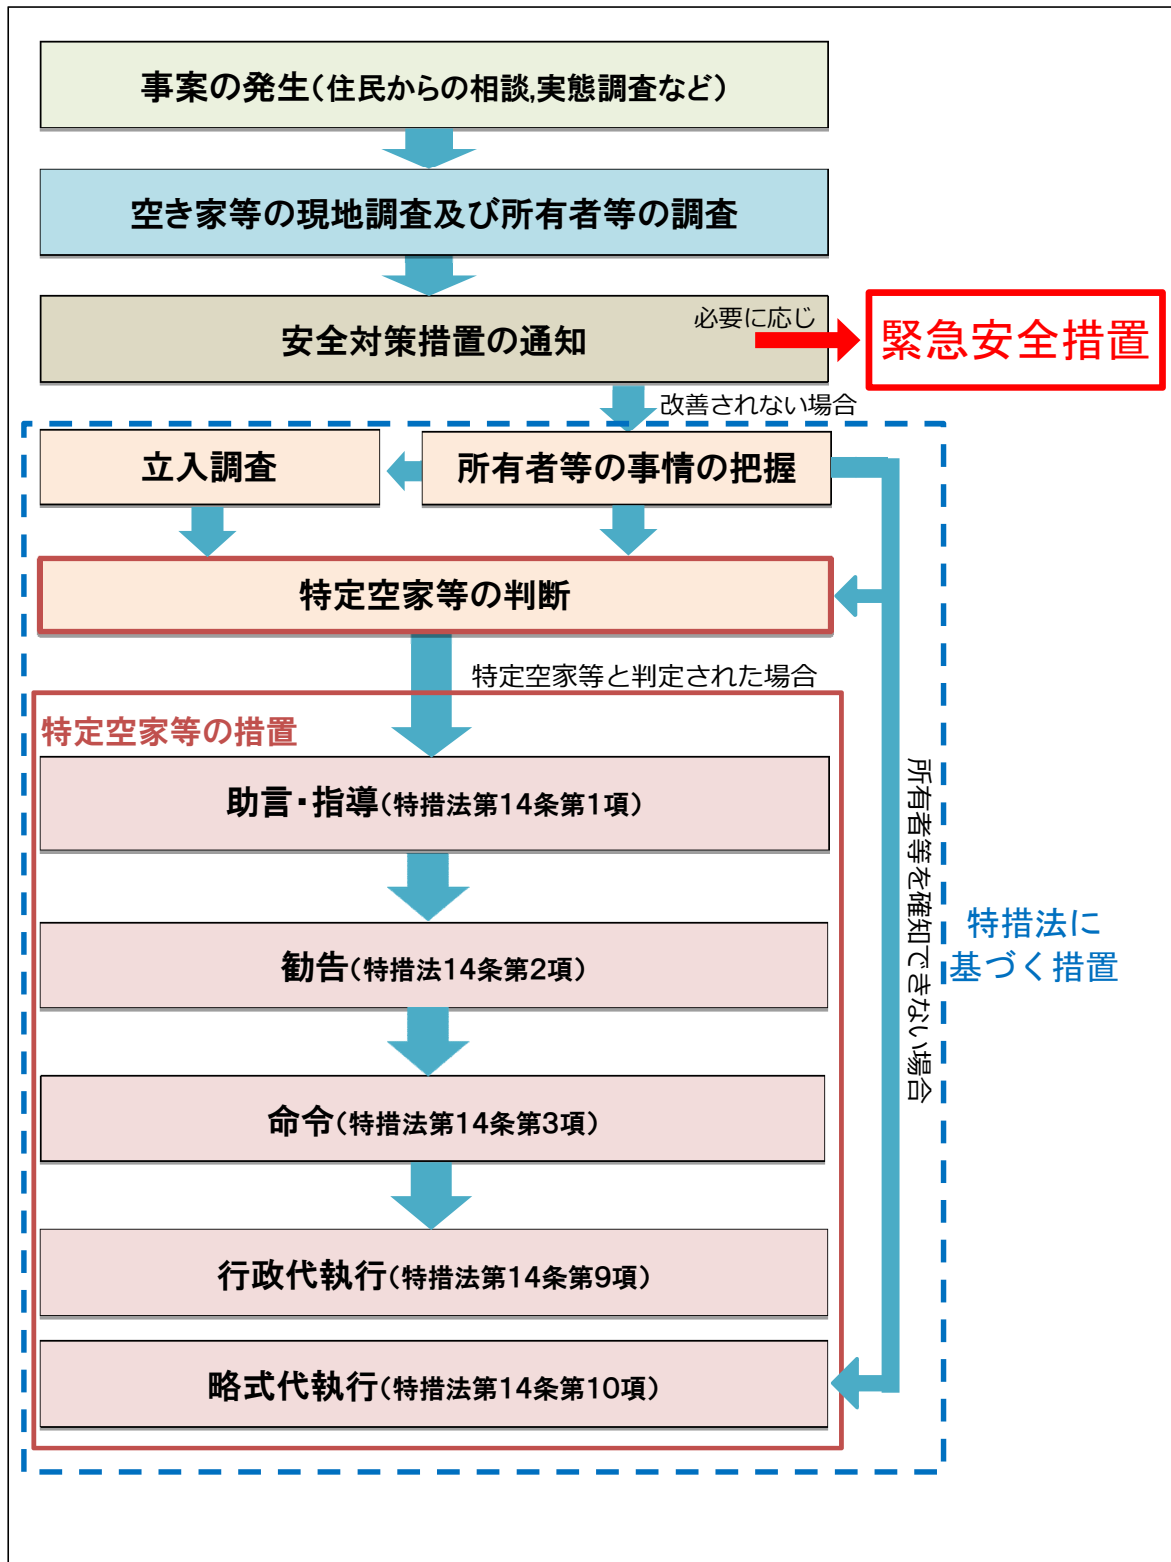 事案の発生(住民からの相談,実態調査など)
空き家等の現地調査及び所有者等の調査
安全対策措置の通知
必要に応じ
緊急安全措置
改善されない場合
立入調査
所有者等の事情の把握
特定空家等の判断
特定空家等と判定された場合
特定空家等の措置
助言・指導(特措法第14条第1項)
勧告(特措法14条第2項)
命令(特措法第14条第3項)
行政代執行(特措法第14条第9項)
略式代執行(特措法第14条第10項)
所有者等を確知できない場合
特措法に
基づく措置